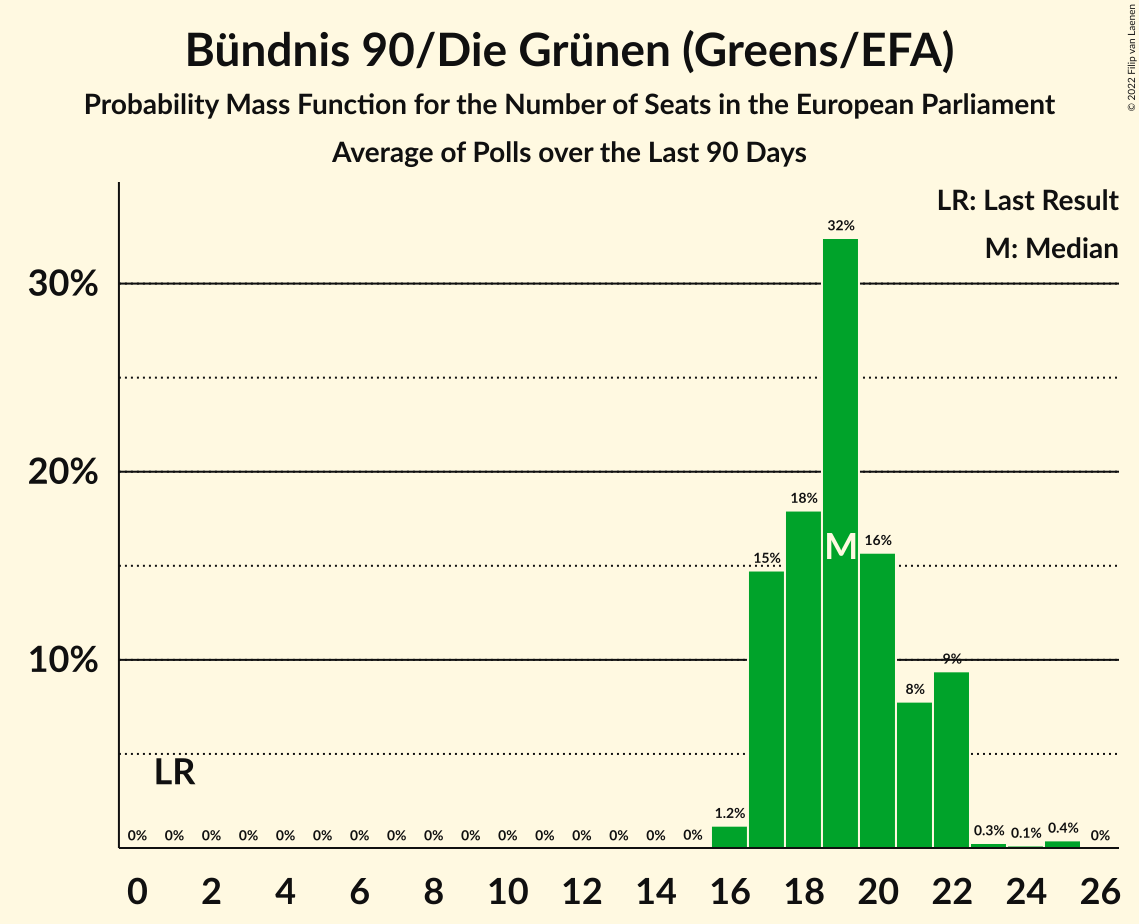 Bündnis 90/Die Grünen (Greens/EFA)
Probability Mass Function for the Number of Seats in the European Parliament
Average of Polls over the Last 90 Days
© 2022 Filip van Laenen
LR: Last Result
M: Median
32%
30%
20%
18%
M
16%
15%
10%
9%
8%
LR
1.2%
0% 0% 0% 0% 0% 0% 0% 0% 0% 0% 0% 0% 0% 0% 0% 0% 0.3% 0.1% 0.4% 0%
0 2 4 6 8 10 12 14 16 18 20 22 24 26